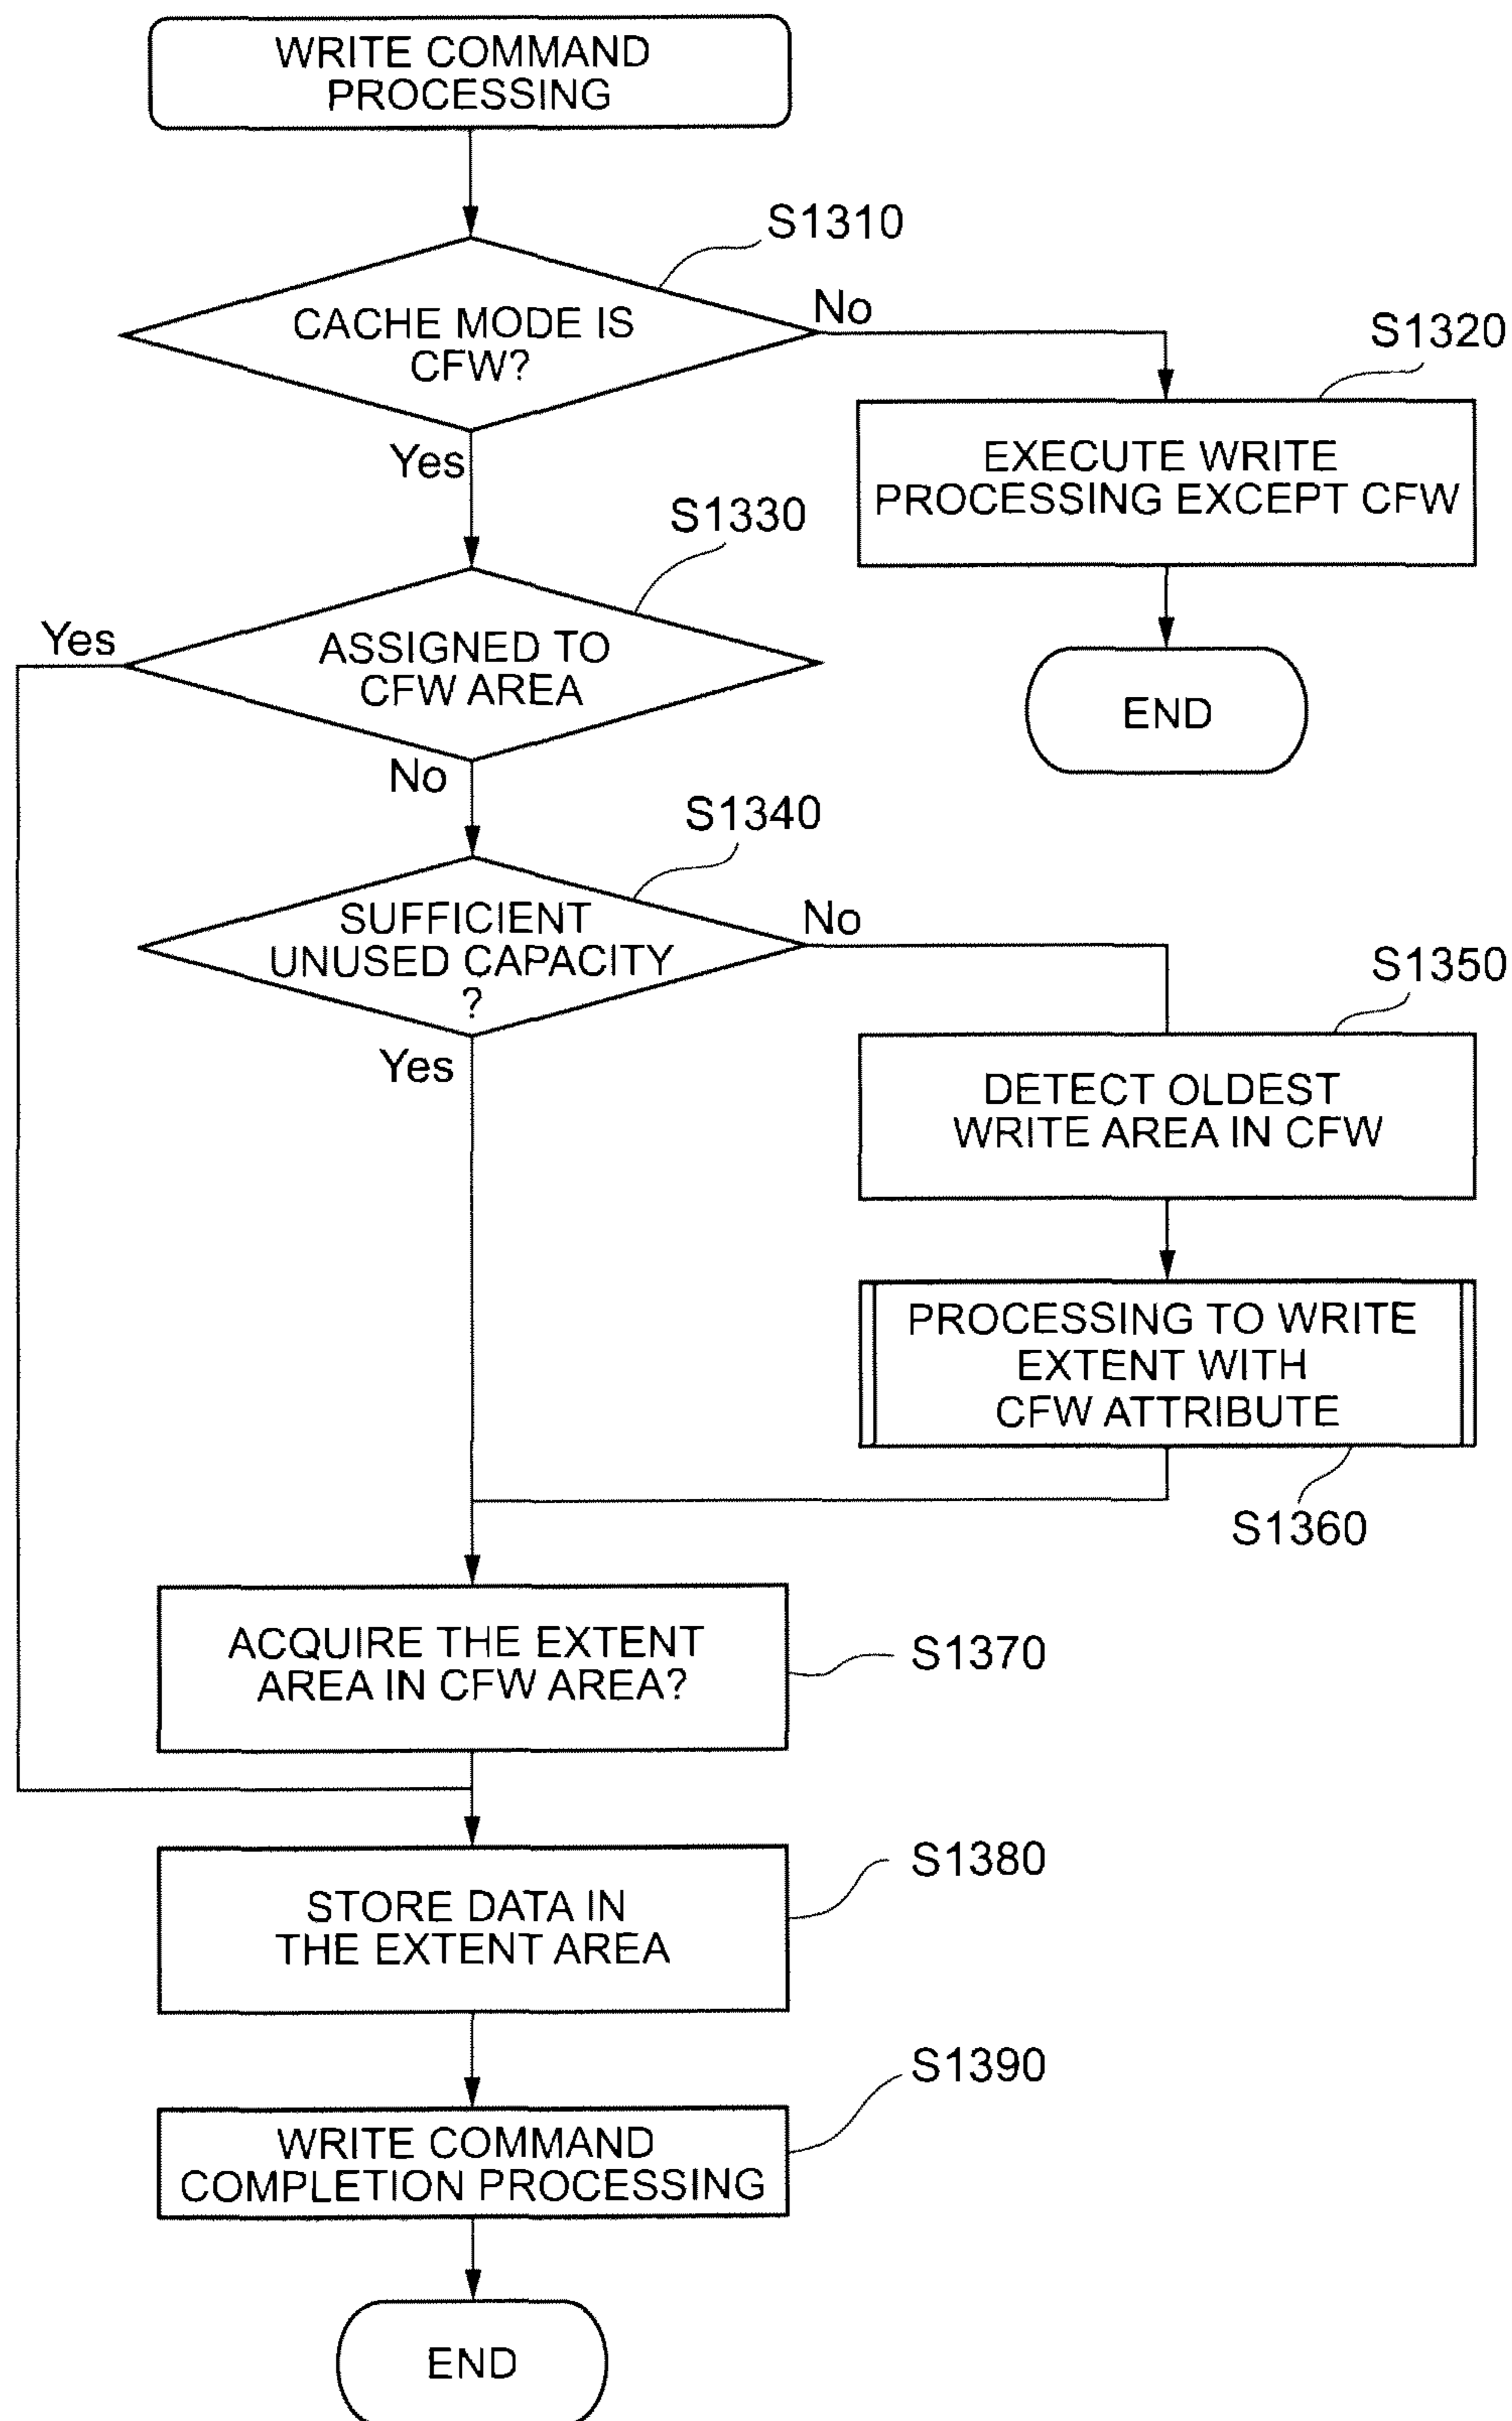 WRITE COMMAND
PROCESSING
S1310
CACHE MODE IS
CFW?
No
Yes
S1320
EXECUTE WRITE
PROCESSING EXCEPT CFW
END
S1330
Yes
ASSIGNED TO
CFW AREA
No
S1340
SUFFICIENT
UNUSED CAPACITY
?
No
Yes
S1350
DETECT OLDEST
WRITE AREA IN CFW
PROCESSING TO WRITE
EXTENT WITH
CFW ATTRIBUTE
S1360
ACQUIRE THE EXTENT
AREA IN CFW AREA?
S1370
STORE DATA IN
THE EXTENT AREA
S1380
WRITE COMMAND
COMPLETION PROCESSING
S1390
END